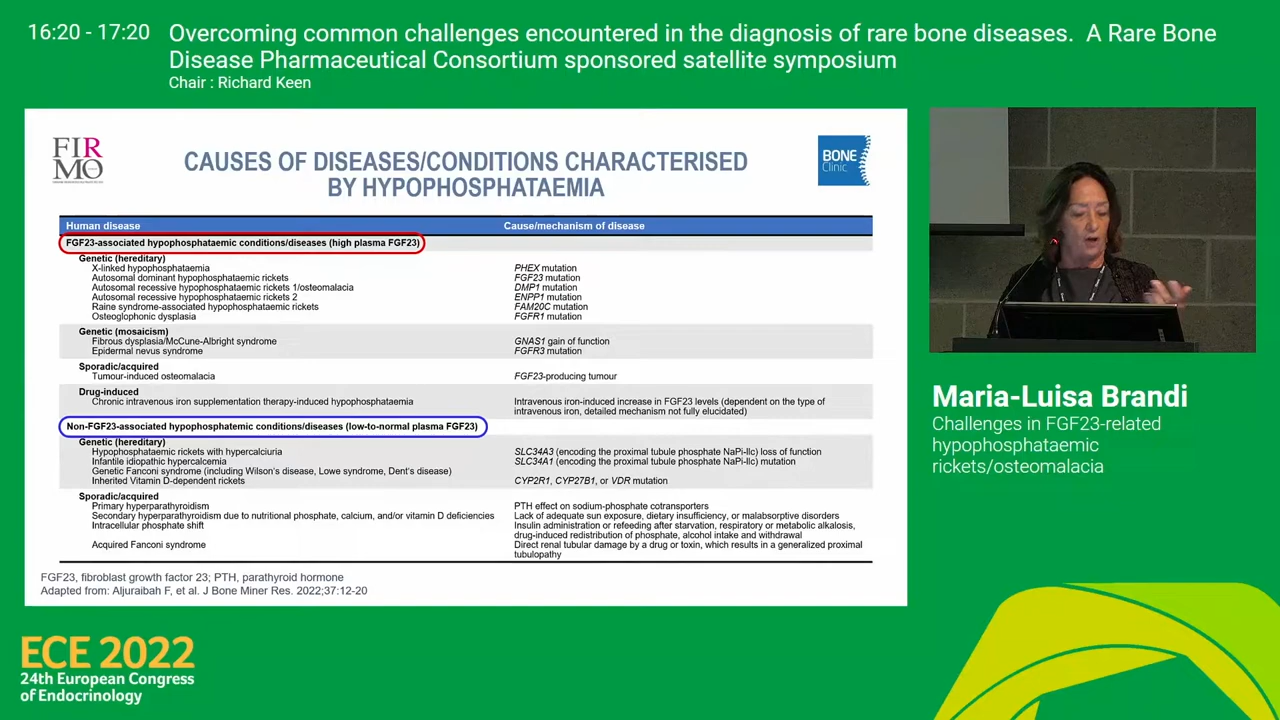 16:20 - 17:20
Overcoming common challenges encountered in the diagnosis of rare bone diseases. A Rare Bone
Disease Pharmaceutical Consortium sponsored satellite symposium
Chair : Richard Keen
FIR
MO
CAUSES OF DISEASES/CONDITIONS CHARACTERISED
BY HYPOPHOSPHATAEMIA
BONE
Clinic
Human disease Cause/mechanism of disease
FGF23-associated hypophosphataemic conditions/diseases (high plasma FGF23)
Genetic (hereditary)
X-linked hypophosphataemia PHEX mutation
Autosomal dominant hypophosphataemic rickets FGF23 mutation
Autosomal recessive hypophosphataemic rickets 1/osteomalacia DMP1 mutation
Autosomal recessive hypophosphataemic rickets 2 ENPP1 mutation
Raine syndrome-associated hypophosphataemic rickets FAM20C mutation
Osteoglophonic dysplasia FGFR1 mutation
Genetic (mosaicism)
Fibrous dysplasia/McCune-Albright syndrome GNAS1 gain of function
Epidermal nevus syndrome FGFR3 mutation
Sporadic/acquired
Tumour-induced osteomalacia FGF23-producing tumour
Drug-induced
Chronic intravenous iron supplementation therapy-induced hypophosphataemia Intravenous iron-induced increase in FGF23 levels (dependent on the type of
intravenous iron, detailed mechanism not fully elucidated)
Non-FGF23-associated hypophosphatemic conditions/diseases (low-to-normal plasma FGF23)
Genetic (hereditary)
Hypophosphataemic rickets with hypercalciuria SLC34A3 (encoding the proximal tubule phosphate NaPi-IIc) loss of function
Infantile idiopathic hypercalcemia SLC34A1 (encoding the proximal tubule phosphate NaPi-IIc) mutation
Genetic Fanconi syndrome (including Wilson's disease, Lowe syndrome, Dent's disease)
Inherited Vitamin D-dependent rickets CYP2R1, CYP27B1, or VDR mutation
Sporadic/acquired
Primary hyperparathyroidism PTH effect on sodium-phosphate cotransporters
Secondary hyperparathyroidism due to nutritional phosphate, calcium, and/or vitamin D deficiencies Lack of adequate sun exposure, dietary insufficiency, or malabsorptive disorders
Intracellular phosphate shift Insulin administration or refeeding after starvation, respiratory or metabolic alkalosis,
drug-induced redistribution of phosphate, alcohol intake and withdrawal
Acquired Fanconi syndrome Direct renal tubular damage by a drug or toxin, which results in a generalized proximal
tubulopathy
FGF23, fibroblast growth factor 23; PTH, parathyroid hormone
Adapted from: Aljuraibah F, et al. J Bone Miner Res. 2022;37:12-20
Maria-Luisa Brandi
Challenges in FGF23-related
hypophosphataemic
rickets/osteomalacia
ECE 2022
24th European Congress
of Endocrinology